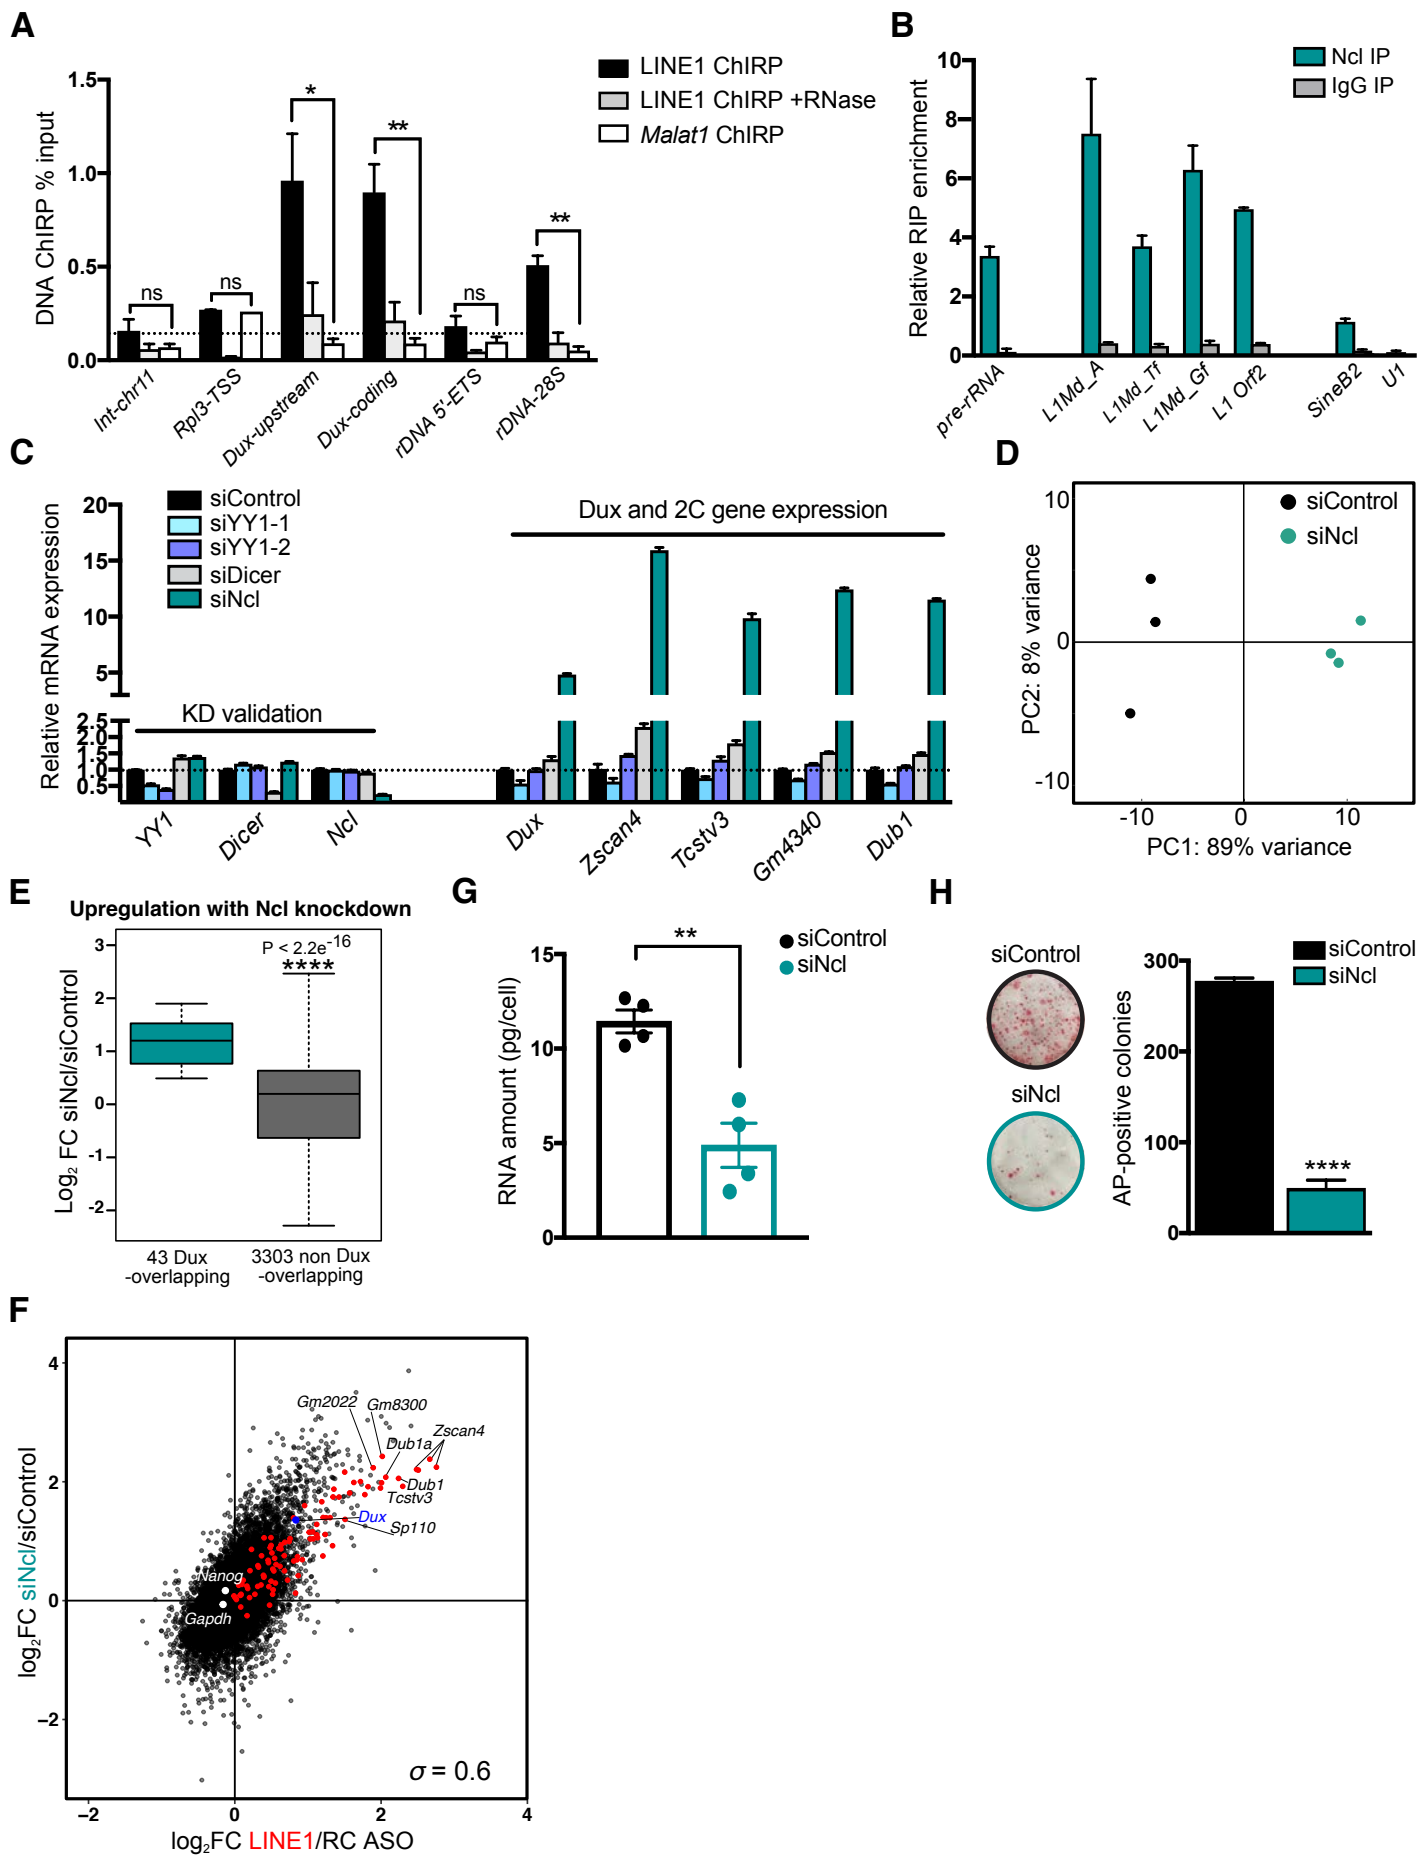 A
LINE1 ChIRP
LINE1 ChIRP +RNase
Malat1 ChIRP
DNA ChIRP % input
1.5
1.0
0.5
0.0
ns
ns
*
**
ns
**
Int-chr11
Rpl3-TSS
Dux-upstream
Dux-coding
rDNA 5'-ETS
rDNA-28S
B
Ncl IP
IgG IP
Relative RIP enrichment
10
8
6
4
2
0
pre-rRNA
L1Md_A
L1Md_Tf
L1Md_Gf
L1 Orf2
SineB2
U1
C
siControl
siYY1-1
siYY1-2
siDicer
siNcl
Relative mRNA expression
20
15
10
5
2.5
2.0
1.5
1.0
0.5
KD validation
Dux and 2C gene expression
YY1
Dicer
Ncl
Dux
Zscan4
Tcstv3
Gm4340
Dub1
D
siControl
siNcl
PC2: 8% variance
10
0
-10
-10
0
10
PC1: 89% variance
E
Upregulation with Ncl knockdown
P < 2.2e-16
****
Log2 FC siNcl/siControl
3
2
1
0
-1
-2
43 Dux
-overlapping
3303 non Dux
-overlapping
G
siControl
siNcl
**
RNA amount (pg/cell)
15
10
5
0
H
siControl
siNcl
siControl
siNcl
AP-positive colonies
300
200
100
0
****
F
log2FC siNcl/siControl
4
2
0
−2
Gm2022
Gm8300
Zscan4
Dub1a
Dub1
Tcstv3
Dux
Sp110
Nanog
Gapdh
σ = 0.6
−2
0
2
4
log2FC LINE1/RC ASO